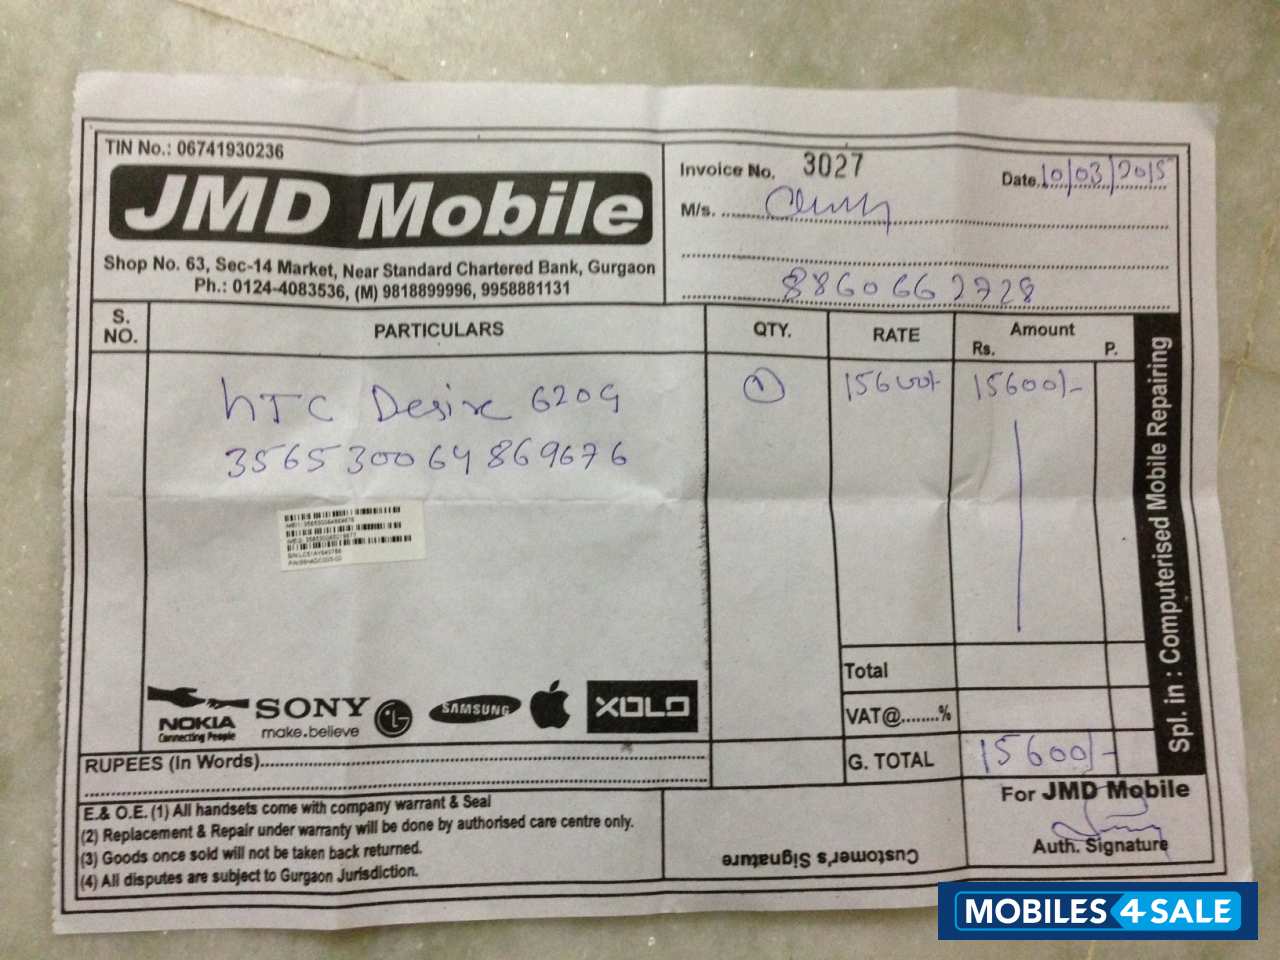 TIN No.: 06741930236
JMD Mobile
Shop No. 63, Sec-14 Market, Near Standard Chartered Bank, Gurgaon
Ph.: 0124-4083536, (M) 9818899996, 9958881131
Invoice No. 3027
Date. 10/03/2015
M/s.
8860662728
S. NO.
PARTICULARS
QTY.
RATE
Amount
Rs.
P.
hTC Desire 620G
1
15600/-
15600/-
356530064869676
Spl. in : Computerised Mobile Repairing
Total
VAT@........%
G. TOTAL 15600/-
NOKIA
Connecting People
SONY
make.believe
LG
SAMSUNG
XOLO
RUPEES (In Words)
E.& O.E. (1) All handsets come with company warrant & Seal
(2) Replacement & Repair under warranty will be done by authorised care centre only.
(3) Goods once sold will not be taken back returned.
(4) All disputes are subject to Gurgaon Jurisdiction.
Customer's Signature
For JMD Mobile
Auth. Signature
MOBILES 4 SALE